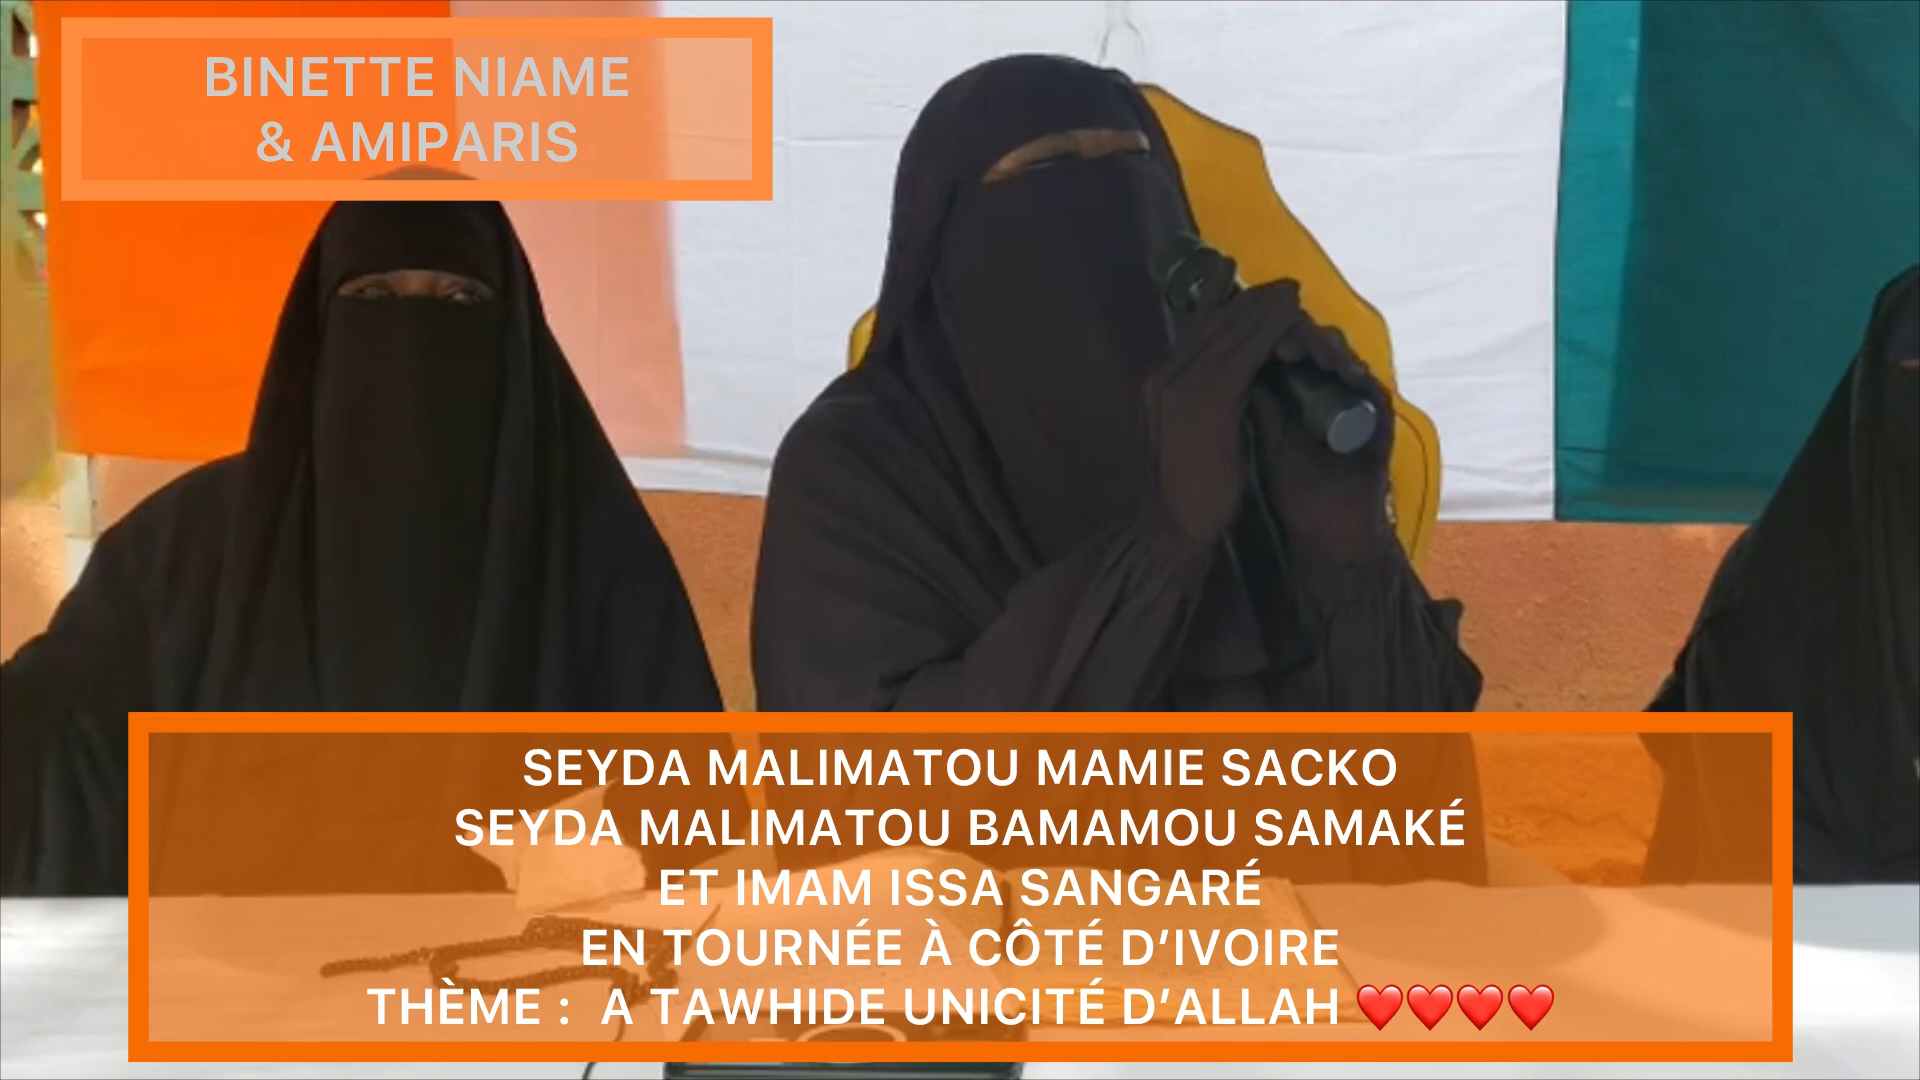 BINETTE NIAME
& AMIPARIS
SEYDA MALIMATOU MAMIE SACKO
SEYDA MALIMATOU BAMAMOU SAMAKÉ
ET IMAM ISSA SANGARÉ
EN TOURNÉE À CÔTÉ D’IVOIRE
THÈME :  A TAWHIDE UNICITÉ D’ALLAH ❤️❤️❤️❤️